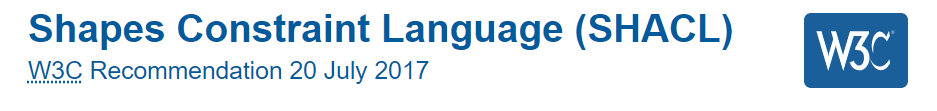 Shapes Constraint Language (SHACL)
W3C Recommendation 20 July 2017
W3C